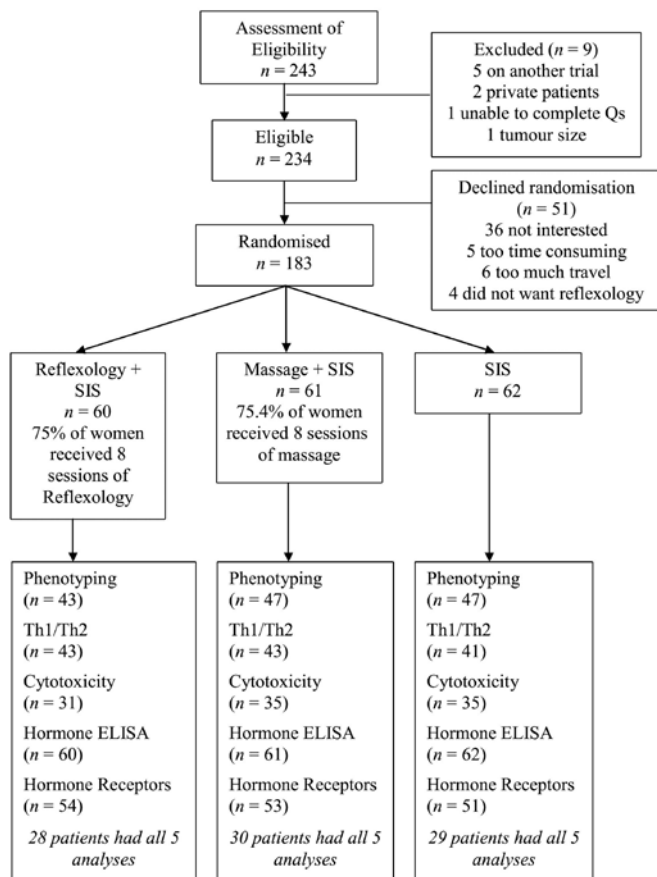 Assessment of
Eligibility
n = 243
Excluded (n = 9)
5 on another trial
2 private patients
1 unable to complete Qs
1 tumour size
Eligible
n = 234
Declined randomisation
(n = 51)
36 not interested
5 too time consuming
6 too much travel
4 did not want reflexology
Randomised
n = 183
Reflexology +
SIS
n = 60
75% of women
received 8
sessions of
Reflexology
Massage + SIS
n = 61
75.4% of women
received 8 sessions
of massage
SIS
n = 62
Phenotyping
(n = 43)
Th1/Th2
(n = 43)
Cytotoxicity
(n = 31)
Hormone ELISA
(n = 60)
Hormone Receptors
(n = 54)
28 patients had all 5
analyses
Phenotyping
(n = 47)
Th1/Th2
(n = 43)
Cytotoxicity
(n = 35)
Hormone ELISA
(n = 61)
Hormone Receptors
(n = 53)
30 patients had all 5
analyses
Phenotyping
(n = 47)
Th1/Th2
(n = 41)
Cytotoxicity
(n = 35)
Hormone ELISA
(n = 62)
Hormone Receptors
(n = 51)
29 patients had all 5
analyses